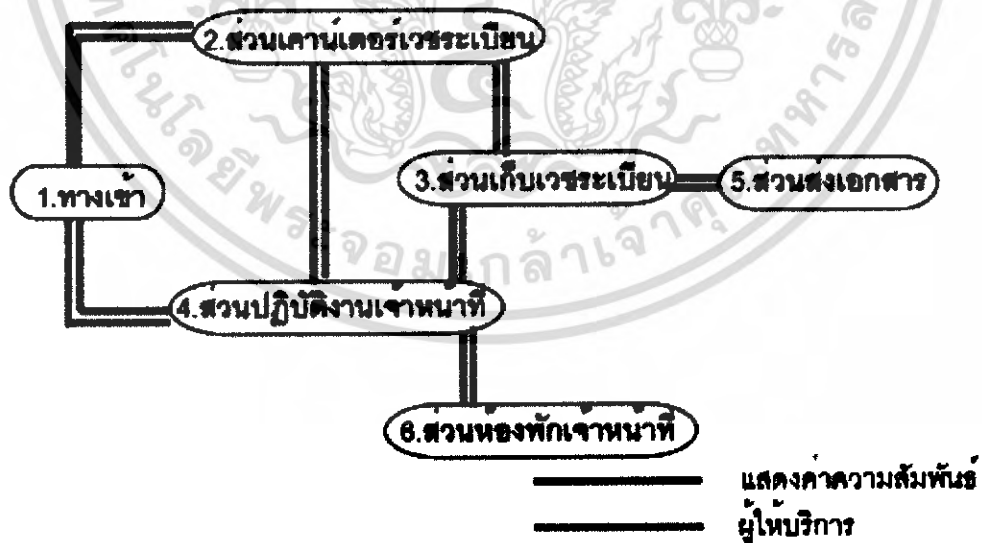 2.ส่วนเคาน์เตอร์เวชระเบียน
1.ทางเข้า
3.ส่วนเก็บเวชระเบียน
5.ส่วนส่งเอกสาร
4.ส่วนปฏิบัติงานเจ้าหน้าที่
6.ส่วนห้องพักเจ้าหน้าที่
แสดงค่าความสัมพันธ์
ผู้ให้บริการ